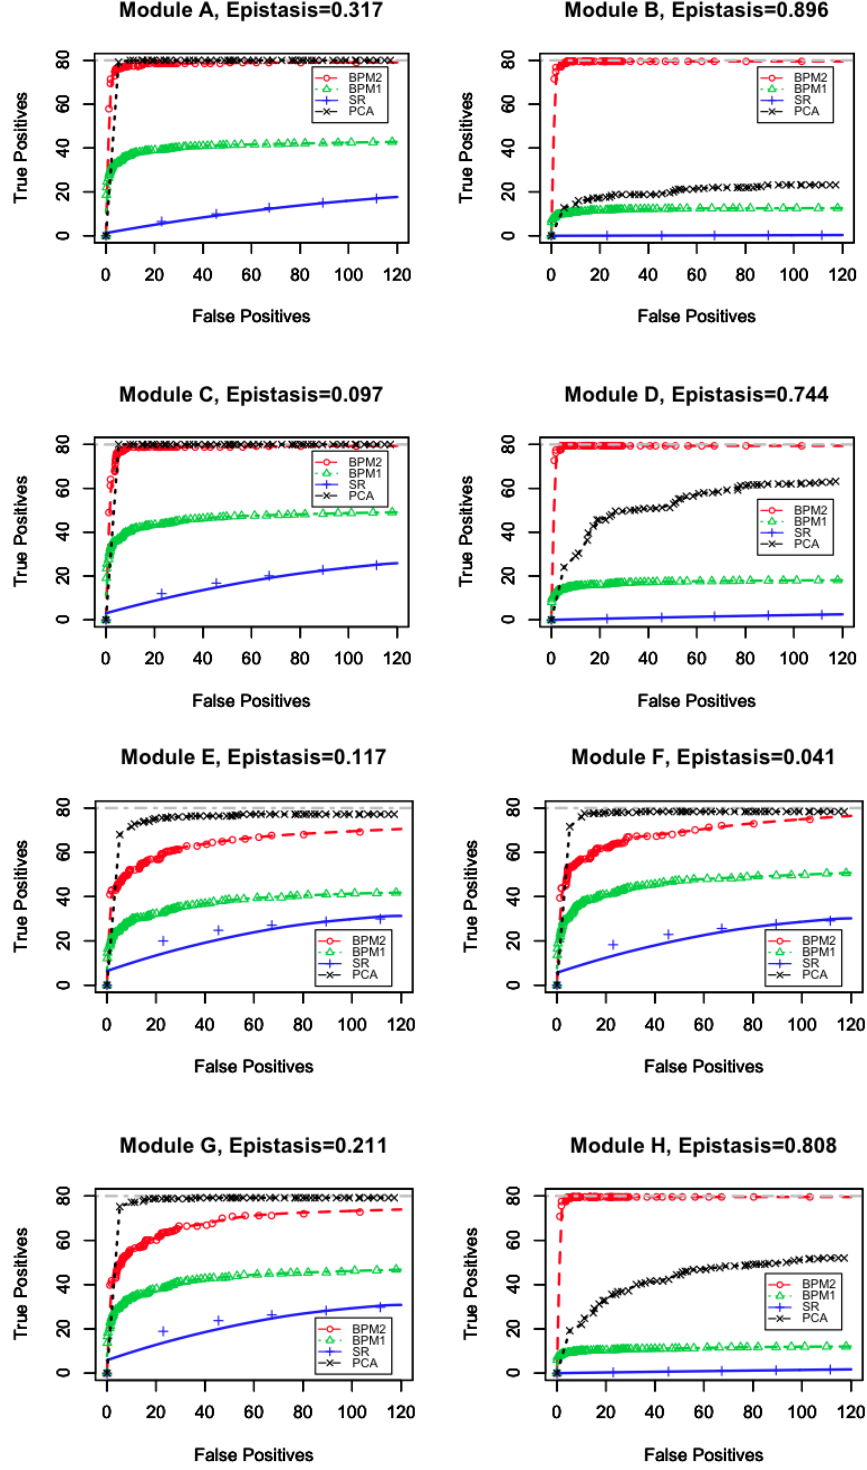 Module A, Epistasis=0.317
True Positives
80
60
40
20
0
BPM2
BPM1
SR
PCA
0 20 40 60 80 100 120
False Positives
Module B, Epistasis=0.896
True Positives
80
60
40
20
0
BPM2
BPM1
SR
PCA
0 20 40 60 80 100 120
False Positives
Module C, Epistasis=0.097
True Positives
80
60
40
20
0
BPM2
BPM1
SR
PCA
0 20 40 60 80 100 120
False Positives
Module D, Epistasis=0.744
True Positives
80
60
40
20
0
BPM2
BPM1
SR
PCA
0 20 40 60 80 100 120
False Positives
Module E, Epistasis=0.117
True Positives
80
60
40
20
0
BPM2
BPM1
SR
PCA
0 20 40 60 80 100 120
False Positives
Module F, Epistasis=0.041
True Positives
80
60
40
20
0
BPM2
BPM1
SR
PCA
0 20 40 60 80 100 120
False Positives
Module G, Epistasis=0.211
True Positives
80
60
40
20
0
BPM2
BPM1
SR
PCA
0 20 40 60 80 100 120
False Positives
Module H, Epistasis=0.808
True Positives
80
60
40
20
0
BPM2
BPM1
SR
PCA
0 20 40 60 80 100 120
False Positives